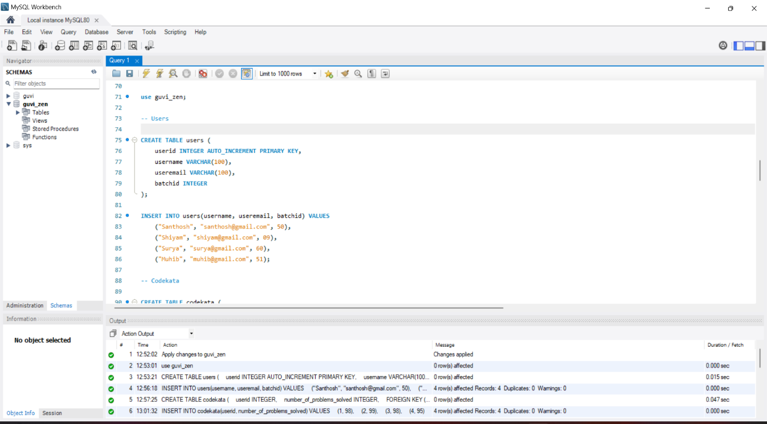 MySQL Workbench
Local instance MySQL80
File Edit View Query Database Server Tools Scripting Help
Navigator
SCHEMAS
Filter objects
guvi
guvi_zen
Tables
Views
Stored Procedures
Functions
sys
Administration Schemas
Information
No object selected
Object Info Session
Query 1
Limit to 1000 rows
70
71 use guvi_zen;
72
73 -- Users
74
75 CREATE TABLE users (
76 userid INTEGER AUTO_INCREMENT PRIMARY KEY,
77 username VARCHAR(100),
78 useremail VARCHAR(100),
79 batchid INTEGER
80 );
81
82 INSERT INTO users(username, useremail, batchid) VALUES
83 ("Santhosh", "santhosh@gmail.com", 50),
84 ("Shiyam", "shiyam@gmail.com", 89),
85 ("Surya", "surya@gmail.com", 60),
86 ("Muhib", "muhib@gmail.com", 51);
87
88 -- Codekata
89
90 CREATE TABLE codekata (
Output
Action Output
# Time Action Message Duration / Fetch
1 12:52:02 Apply changes to guvi_zen Changes applied
2 12:53:01 use guvi_zen 0 row(s) affected 0.000 sec
3 12:53:21 CREATE TABLE users ( userid INTEGER AUTO_INCREMENT PRIMARY KEY, username VARCHAR(100... 0 row(s) affected 0.015 sec
4 12:56:18 INSERT INTO users(username, useremail, batchid) VALUES ("Santhosh", "santhosh@gmail.com", 50), ("... 4 row(s) affected Records: 4 Duplicates: 0 Warnings: 0 0.000 sec
5 12:57:25 CREATE TABLE codekata ( userid INTEGER, number_of_problems_solved INTEGER, FOREIGN KEY (... 0 row(s) affected 0.047 sec
6 13:01:32 INSERT INTO codekata(userid, number_of_problems_solved) VALUES (1, 98), (2, 99), (3, 98), (4, 95) 4 row(s) affected Records: 4 Duplicates: 0 Warnings: 0 0.000 sec